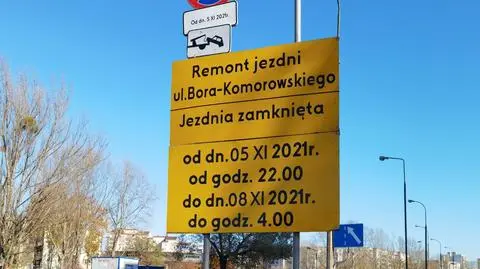 Od dn. 5 XI 2021r.
Remont jezdni
ul.Bora-Komorowskiego
Jezdnia zamknięta
od dn.05 XI 2021r.
od godz. 22.00
do dn.08 XI 2021r.
do godz. 4.00